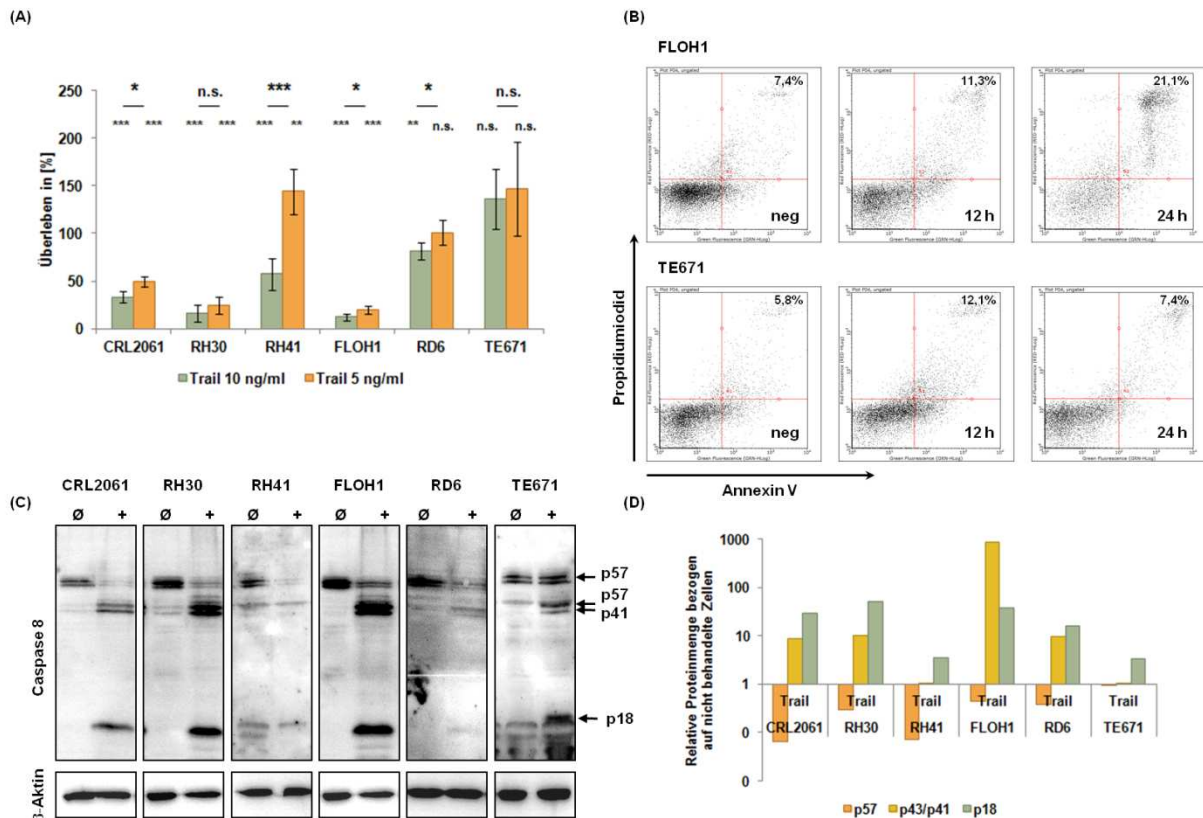 (A)
Überleben in [%]
250
200
150
100
50
0
* n.s. *** * * n.s.
*** *** *** *** *** ** *** *** ** n.s. n.s. n.s.
CRL2061 RH30 RH41 FLOH1 RD6 TE671
Trail 10 ng/ml Trail 5 ng/ml
(B)
FLOH1
7,4% 11,3% 21,1%
neg 12 h 24 h
TE671
5,8% 12,1% 7,4%
neg 12 h 24 h
Propidiumiodid
Annexin V
(C)
CRL2061 RH30 RH41 FLOH1 RD6 TE671
Ø + Ø + Ø + Ø + Ø + Ø +
Caspase 8
p57
p57
p41
p18
β-Aktin
(D)
Relative Proteinmenge bezogen
auf nicht behandelte Zellen
1000
100
10
1
0
0
Trail Trail Trail Trail Trail Trail
CRL2061 RH30 RH41 FLOH1 RD6 TE671
p57 p43/p41 p18